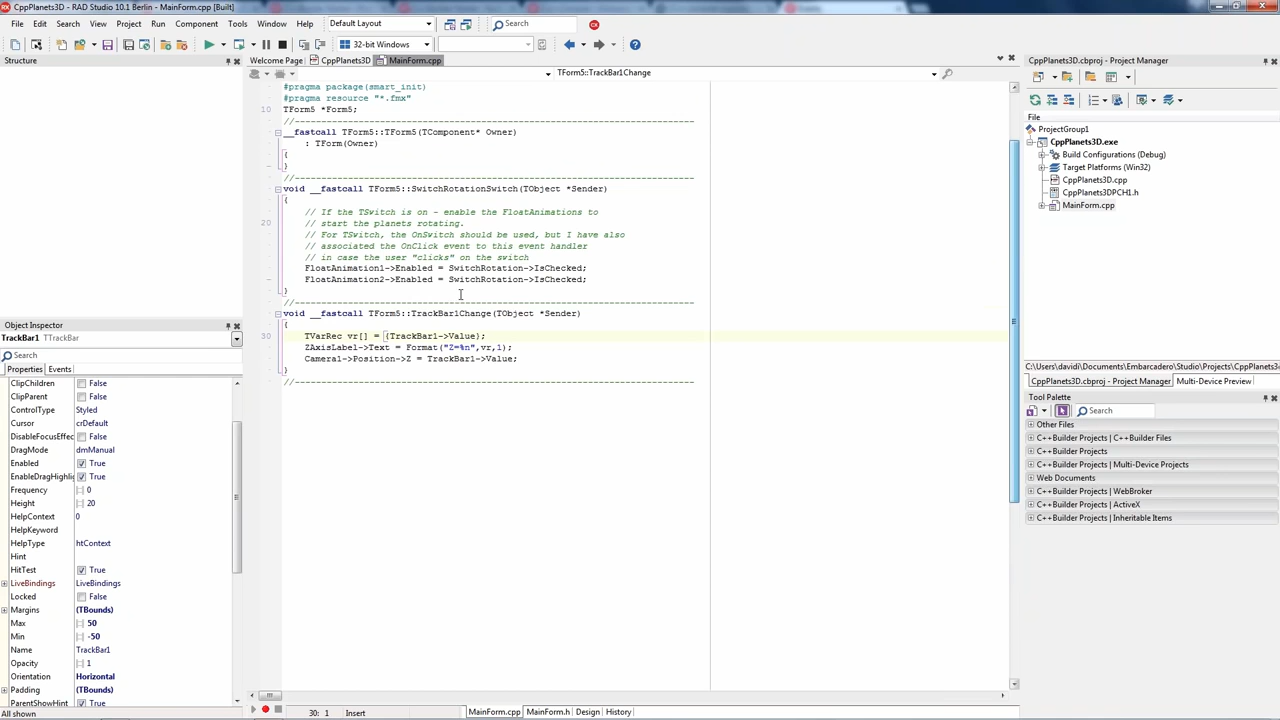 CppPlanets3D - RAD Studio 10.1 Berlin - MainForm.cpp [Built]
File Edit Search View Project Run Component Tools Window Help Default Layout Search
32-bit Windows
Structure
Welcome Page CppPlanets3D MainForm.cpp
TForm5::TrackBar1Change
#pragma package(smart_init)
#pragma resource "*.fmx"
10 TForm5 *Form5;
//---------------------------------------------------------------------------
__fastcall TForm5::TForm5(TComponent* Owner)
: TForm(Owner)
{
}
//---------------------------------------------------------------------------
void __fastcall TForm5::SwitchRotationSwitch(TObject *Sender)
{
// If the TSwitch is on - enable the FloatAnimations to
20 // start the planets rotating.
// For TSwitch, the OnSwitch should be used, but I have also
// associated the OnClick event to this event handler
// in case the user "clicks" on the switch
FloatAnimation1->Enabled = SwitchRotation->IsChecked;
FloatAnimation2->Enabled = SwitchRotation->IsChecked;
}
//---------------------------------------------------------------------------
void __fastcall TForm5::TrackBar1Change(TObject *Sender)
{
30 TVarRec vr[] = {TrackBar1->Value};
ZAxisLabel->Text = Format("Z=%n",vr,1);
Camera1->Position->Z = TrackBar1->Value;
}
//---------------------------------------------------------------------------
30: 1 Insert
MainForm.cpp MainForm.h Design History
Object Inspector
TrackBar1 TTrackBar
Search
Properties Events
ClipChildren False
ClipParent False
ControlType Styled
Cursor crDefault
DisableFocusEffec False
DragMode dmManual
Enabled True
EnableDragHighlig True
Frequency 0
Height 20
HelpContext 0
HelpKeyword
HelpType htContext
Hint
HitTest True
LiveBindings LiveBindings
Locked False
Margins (TBounds)
Max 50
Min -50
Name TrackBar1
Opacity 1
Orientation Horizontal
Padding (TBounds)
ParentShowHint True
All shown
CppPlanets3D.cbproj - Project Manager
File
ProjectGroup1
CppPlanets3D.exe
Build Configurations (Debug)
Target Platforms (Win32)
CppPlanets3D.cpp
CppPlanets3DPCH1.h
MainForm.cpp
C:\Users\davidi\Documents\Embarcadero\Studio\Projects\CppPlanets3D
CppPlanets3D.cbproj - Project Manager Multi-Device Preview
Tool Palette
Search
Other Files
C++Builder Projects | C++Builder Files
C++Builder Projects
C++Builder Projects | Multi-Device Projects
Web Documents
C++Builder Projects | WebBroker
C++Builder Projects | ActiveX
C++Builder Projects | Inheritable Items